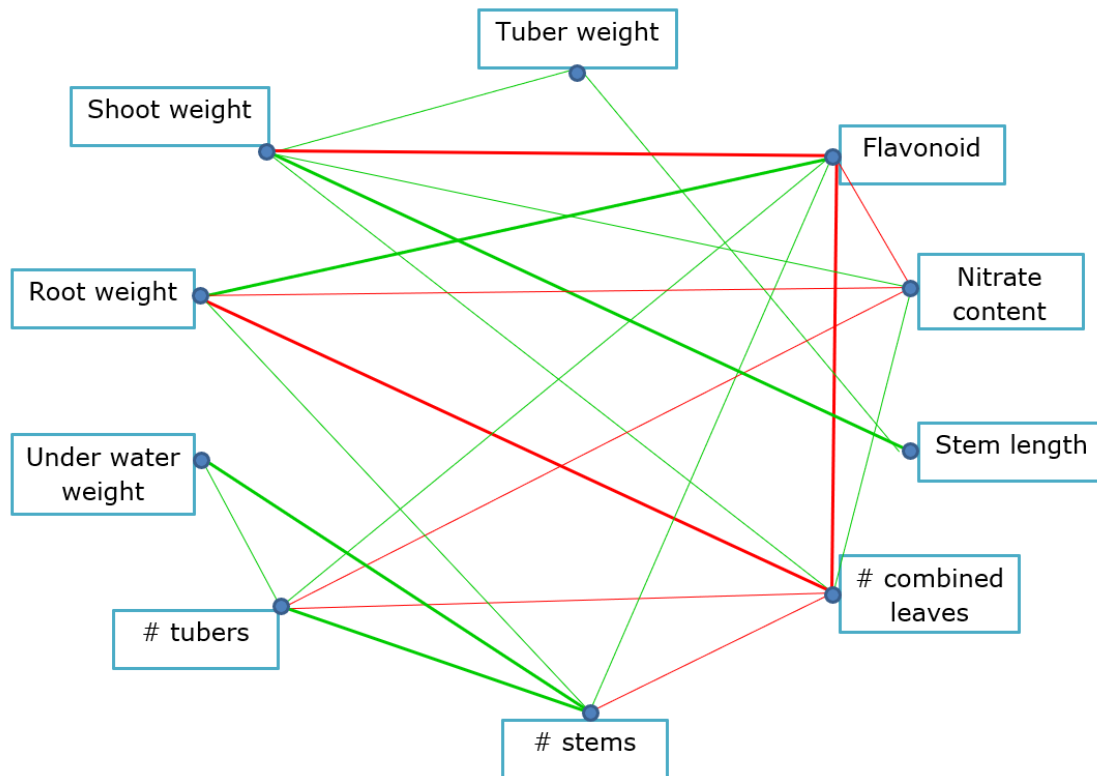 Tuber weight
Shoot weight
Flavonoid
Root weight
Nitrate
content
Under water
weight
Stem length
# combined
leaves
# tubers
# stems